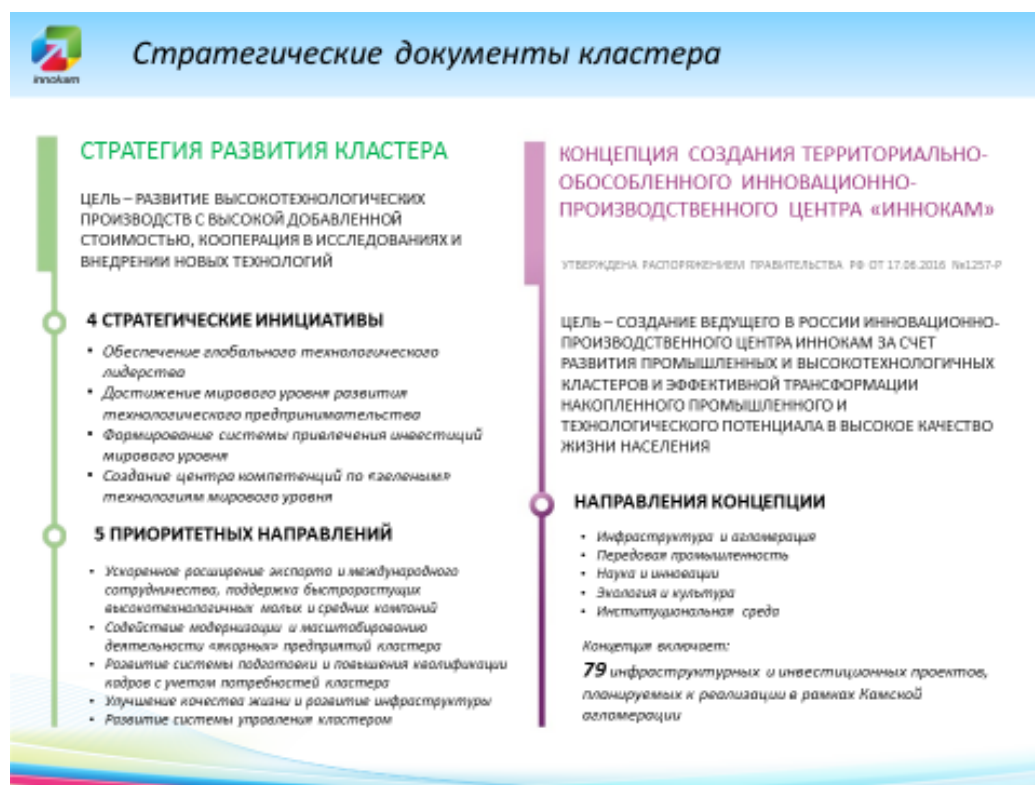 innokam
Стратегические документы кластера
СТРАТЕГИЯ РАЗВИТИЯ КЛАСТЕРА
ЦЕЛЬ – РАЗВИТИЕ ВЫСОКОТЕХНОЛОГИЧЕСКИХ
ПРОИЗВОДСТВ С ВЫСОКОЙ ДОБАВЛЕННОЙ
СТОИМОСТЬЮ, КООПЕРАЦИЯ В ИССЛЕДОВАНИЯХ И
ВНЕДРЕНИИ НОВЫХ ТЕХНОЛОГИЙ
4 СТРАТЕГИЧЕСКИЕ ИНИЦИАТИВЫ
• Обеспечение глобального технологического
лидерства
• Достижение мирового уровня развития
технологического предпринимательства
• Формирование системы привлечения инвестиций
мирового уровня
• Создание центра компетенций по «зеленым»
технологиям мирового уровня
5 ПРИОРИТЕТНЫХ НАПРАВЛЕНИЙ
• Ускоренное расширение экспорта и международного
сотрудничества, поддержка быстрорастущих
высокотехнологичных малых и средних компаний
• Содействие модернизации и масштабированию
деятельности «якорных» предприятий кластера
• Развитие системы подготовки и повышения квалификации
кадров с учетом потребностей кластера
• Улучшение качества жизни и развитие инфраструктуры
• Развитие системы управления кластером
КОНЦЕПЦИЯ СОЗДАНИЯ ТЕРРИТОРИАЛЬНО-
ОБОСОБЛЕННОГО ИННОВАЦИОННО-
ПРОИЗВОДСТВЕННОГО ЦЕНТРА «ИННОКАМ»
УТВЕРЖДЕНА РАСПОРЯЖЕНИЕМ ПРАВИТЕЛЬСТВА РФ ОТ 17.06.2016 №1257-Р
ЦЕЛЬ – СОЗДАНИЕ ВЕДУЩЕГО В РОССИИ ИННОВАЦИОННО-
ПРОИЗВОДСТВЕННОГО ЦЕНТРА ИННОКАМ ЗА СЧЕТ
РАЗВИТИЯ ПРОМЫШЛЕННЫХ И ВЫСОКОТЕХНОЛОГИЧНЫХ
КЛАСТЕРОВ И ЭФФЕКТИВНОЙ ТРАНСФОРМАЦИИ
НАКОПЛЕННОГО ПРОМЫШЛЕННОГО И
ТЕХНОЛОГИЧЕСКОГО ПОТЕНЦИАЛА В ВЫСОКОЕ КАЧЕСТВО
ЖИЗНИ НАСЕЛЕНИЯ
НАПРАВЛЕНИЯ КОНЦЕПЦИИ
• Инфраструктура и агломерация
• Передовая промышленность
• Наука и инновации
• Экология и культура
• Институциональная среда
Концепция включает:
79 инфраструктурных и инвестиционных проектов,
планируемых к реализации в рамках Камской
агломерации